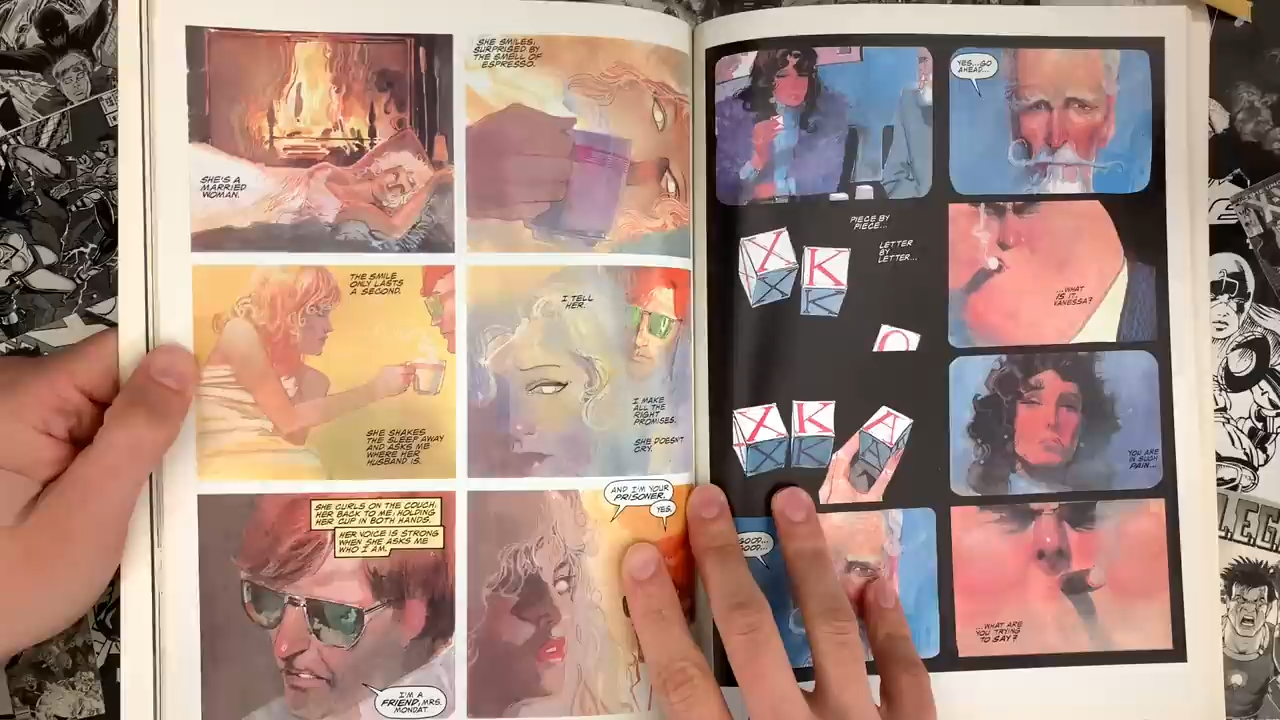 SHE'S A
MARRIED
WOMAN.
SHE SMILES,
SURPRISED BY
THE SMELL OF
ESPRESSO.
THE SMILE
ONLY LASTS
A SECOND.
SHE SHAKES
THE SLEEP AWAY
AND ASKS ME
WHERE HER
HUSBAND IS.
I TELL
HER.
I MAKE
ALL THE
RIGHT
PROMISES.
SHE DOESN'T
CRY.
SHE CURLS ON THE COUCH,
HER BACK TO ME, HOLDING
HER CUP IN BOTH HANDS.
HER VOICE IS STRONG
WHEN SHE ASKS ME
WHO I AM.
I'M A
FRIEND, MRS.
MONDAT.
AND I'M YOUR
PRISONER.
YES.
YES...GO
AHEAD...
PIECE BY
PIECE...
LETTER
BY
LETTER...
X K
X K
...WHAT
IS IT,
VANESSA?
X K A
X K
YOU ARE
IN SUCH
PAIN...
GOOD...
GOOD...
...WHAT ARE
YOU TRYING
TO SAY?
LEG